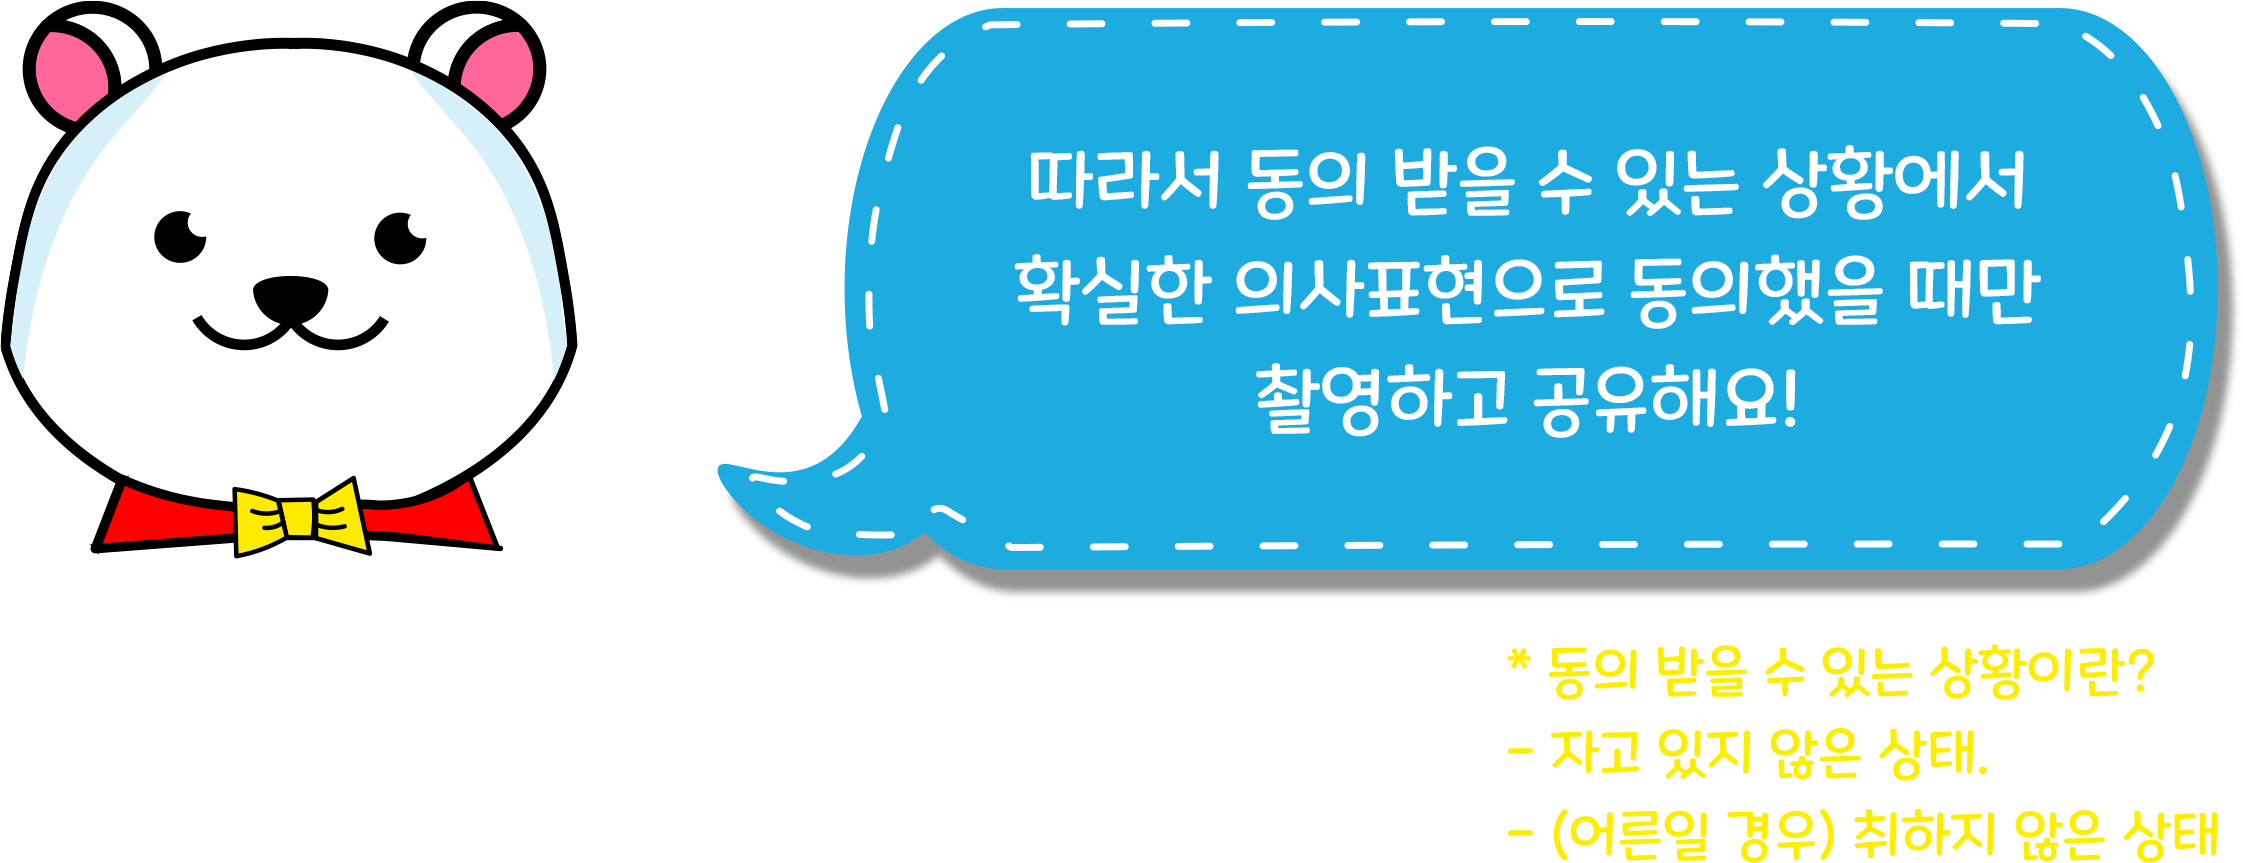 따라서 동의 받을 수 있는 상황에서
확실한 의사표현으로 동의했을 때만
촬영하고 공유해요!
* 동의 받을 수 있는 상황이란?
- 자고 있지 않은 상태.
- (어른일 경우) 취하지 않은 상태